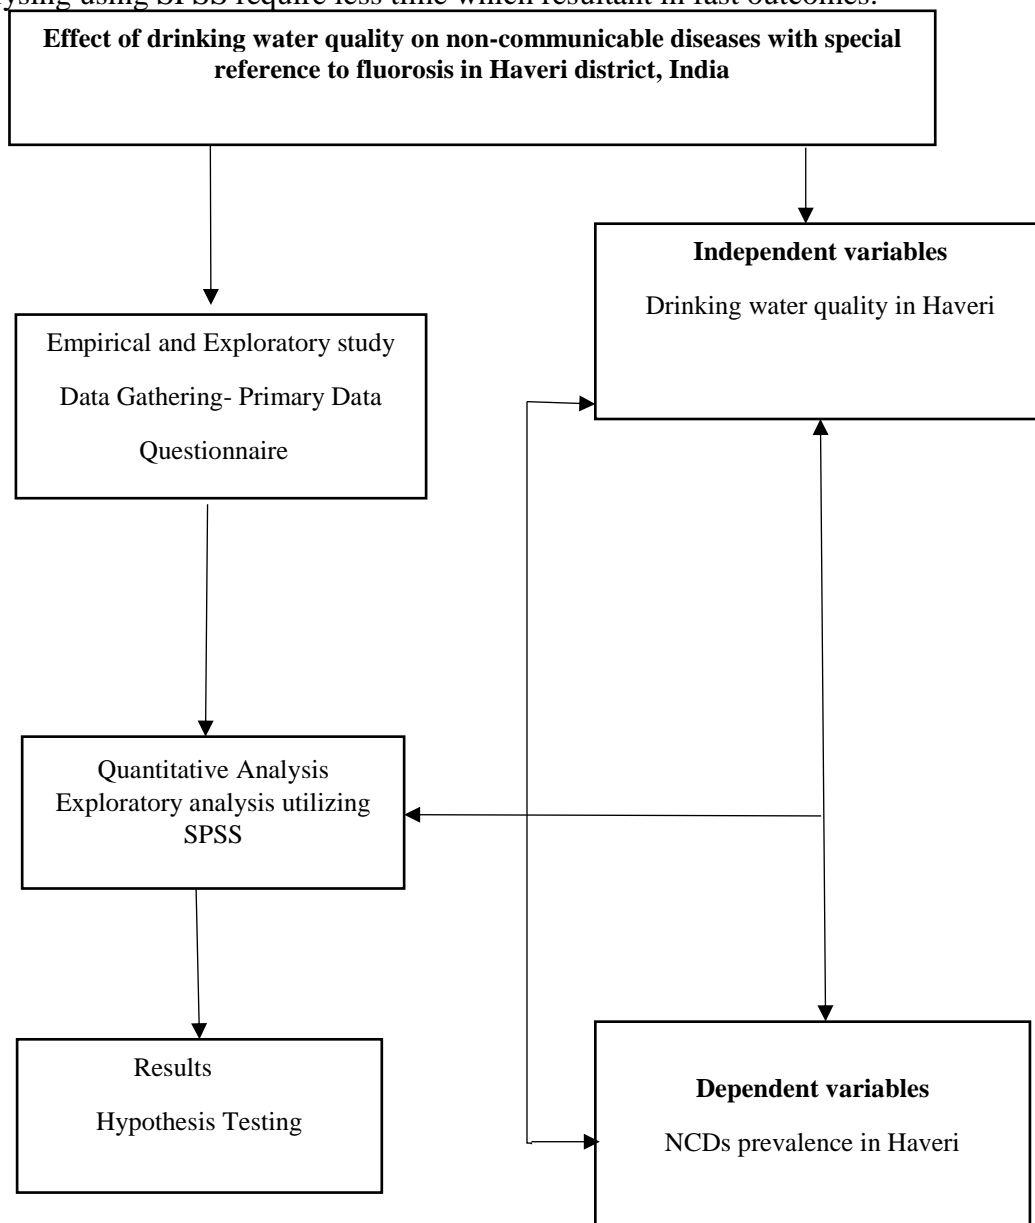 ysing using SPSS require less time which resultant in fast outcomes.
Effect of drinking water quality on non-communicable diseases with special
reference to fluorosis in Haveri district, India
Independent variables
Drinking water quality in Haveri
Empirical and Exploratory study
Data Gathering- Primary Data
Questionnaire
Quantitative Analysis
Exploratory analysis utilizing
SPSS
Results
Hypothesis Testing
Dependent variables
NCDs prevalence in Haveri